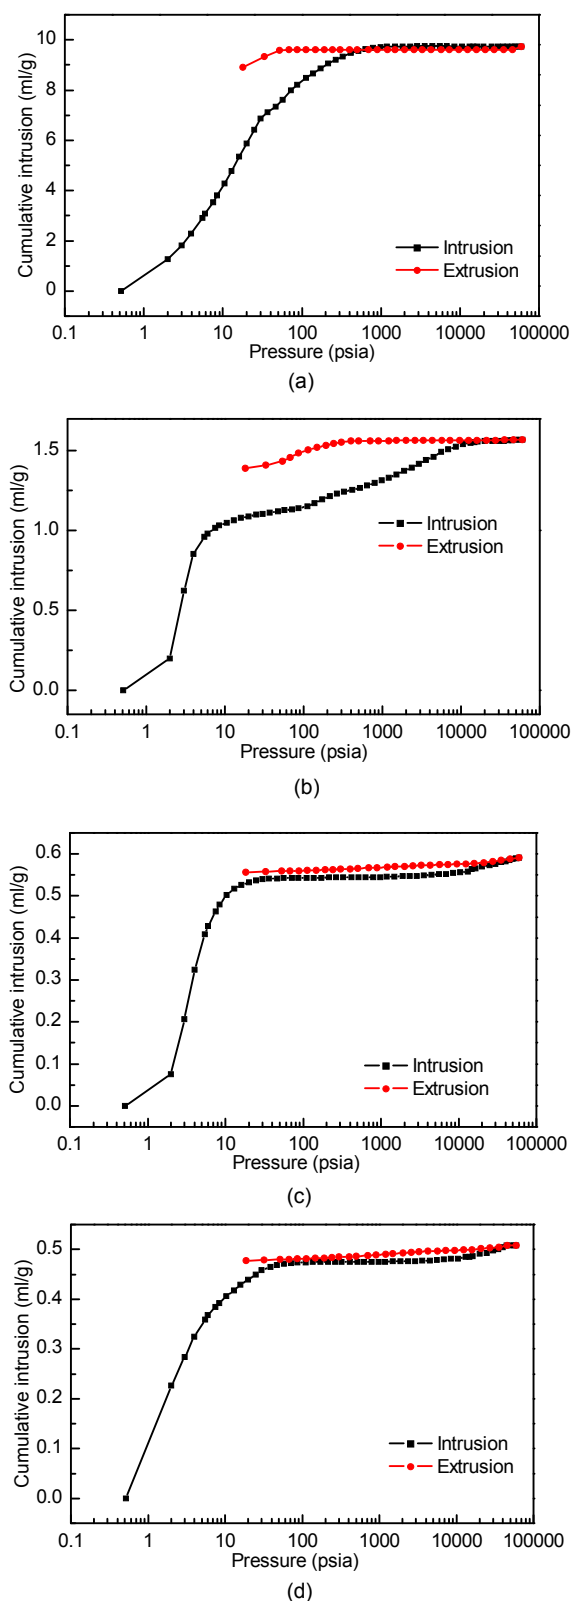 Cumulative intrusion (ml/g)
10
8
6
4
2
0
Intrusion
Extrusion
0.1 1 10 100 1000 10000 100000
Pressure (psia)
(a)
Cumulative intrusion (ml/g)
1.5
1.0
0.5
0.0
Intrusion
Extrusion
0.1 1 10 100 1000 10000 100000
Pressure (psia)
(b)
Cumulative intrusion (ml/g)
0.6
0.5
0.4
0.3
0.2
0.1
0.0
Intrusion
Extrusion
0.1 1 10 100 1000 10000 100000
Pressure (psia)
(c)
Cumulative intrusion (ml/g)
0.5
0.4
0.3
0.2
0.1
0.0
Intrusion
Extrusion
0.1 1 10 100 1000 10000 100000
Pressure (psia)
(d)